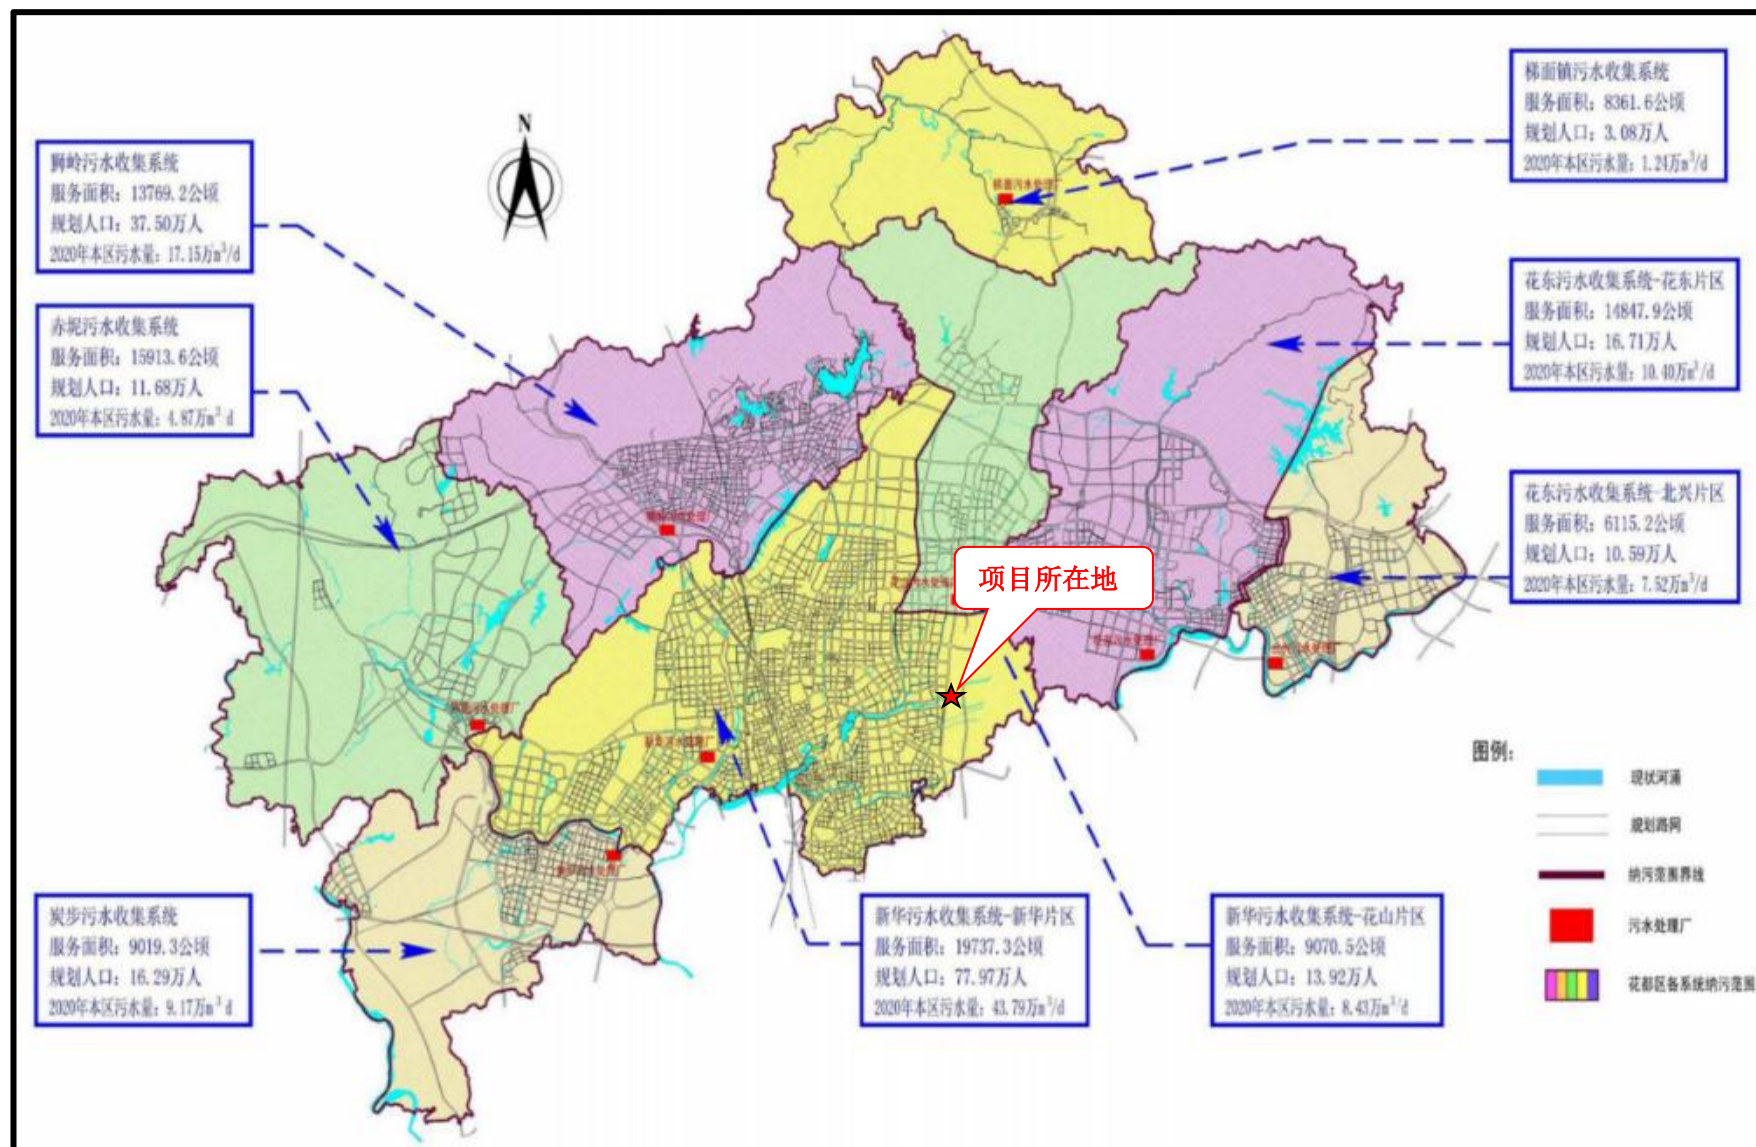 梯面镇污水收集系统
服务面积：8361.6公顷
规划人口：3.08万人
2020年本区污水量：1.24万m³/d
N
狮岭污水收集系统
服务面积：13769.2公顷
规划人口：37.50万人
2020年本区污水量：17.15万m³/d
梯面污水处理厂
花东污水收集系统-花东片区
服务面积：14847.9公顷
规划人口：16.71万人
2020年本区污水量：10.40万m³/d
赤坭污水收集系统
服务面积：15913.6公顷
规划人口：11.68万人
2020年本区污水量：4.87万m³ d
花东污水收集系统-北兴片区
服务面积：6115.2公顷
规划人口：10.59万人
2020年本区污水量：7.52万m³/d
项目所在地
新华污水处理厂
图例：
现状河涌
规划路网
纳污范围界线
污水处理厂
花都区各系统纳污范围
炭步污水收集系统
服务面积：9019.3公顷
规划人口：16.29万人
2020年本区污水量：9.17万m³ d
新华污水收集系统-新华片区
服务面积：19737.3公顷
规划人口：77.97万人
2020年本区污水量：43.79万m³/d
新华污水收集系统-花山片区
服务面积：9070.5公顷
规划人口：13.92万人
2020年本区污水量：8.43万m³/d